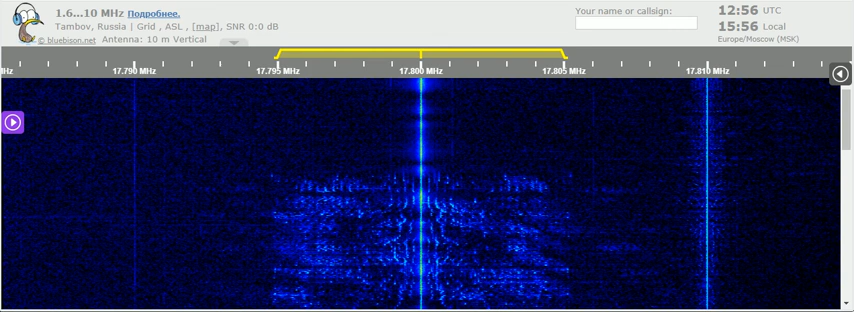 1.6...10 MHz Подробнее.
Tambov, Russia | Grid , ASL , [map], SNR 0:0 dB
© bluebison.net Antenna: 10 m Vertical
Your name or callsign:
12:56 UTC
15:56 Local
Europe/Moscow (MSK)
MHz 17.790 MHz 17.795 MHz 17.800 MHz 17.805 MHz 17.810 MHz